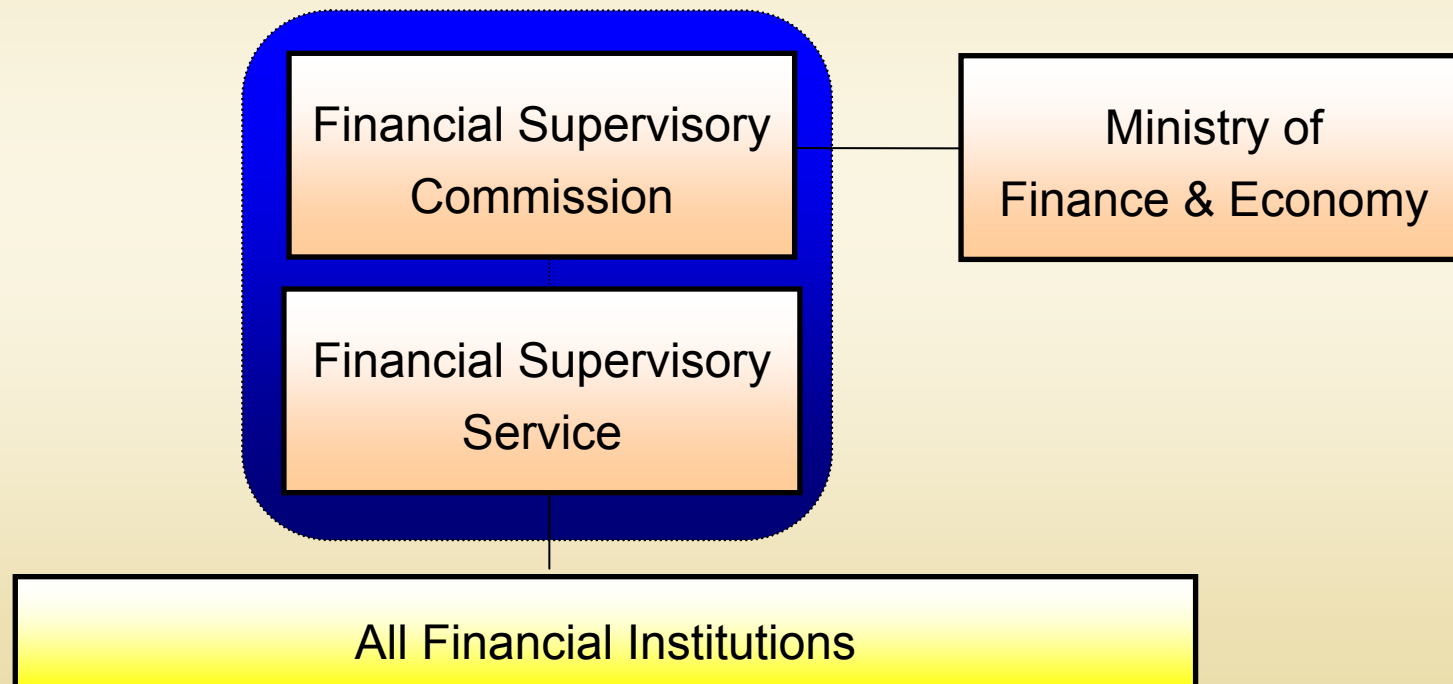 Financial Supervisory
Commission
Ministry of
Finance & Economy
Financial Supervisory
Service
All Financial Institutions